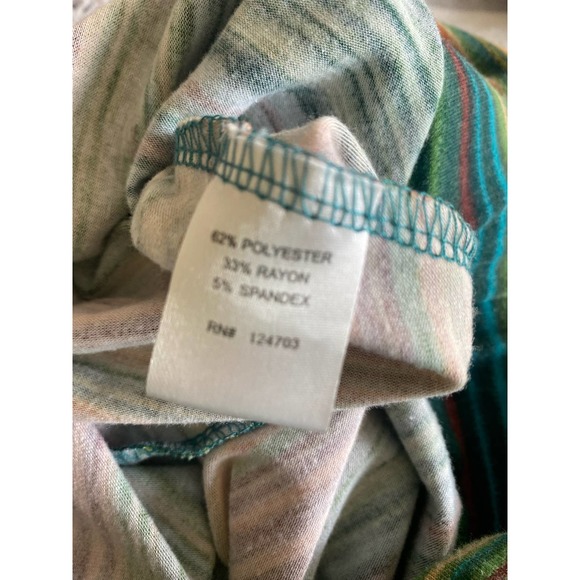 62% POLYESTER
33% RAYON
5% SPANDEX
RN# 124703